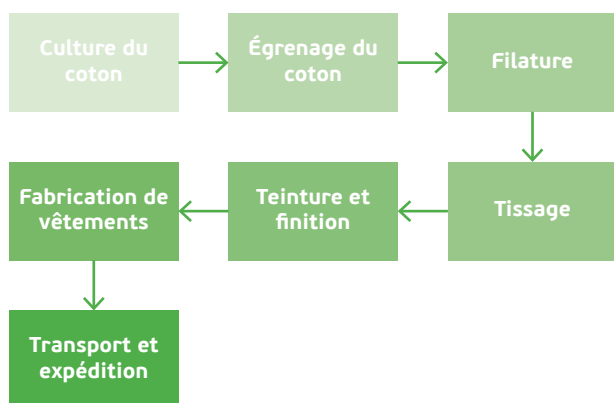 Culture du
coton
Égrenage du
coton
Filature
Fabrication de
vêtements
Teinture et
finition
Tissage
Transport et
expédition